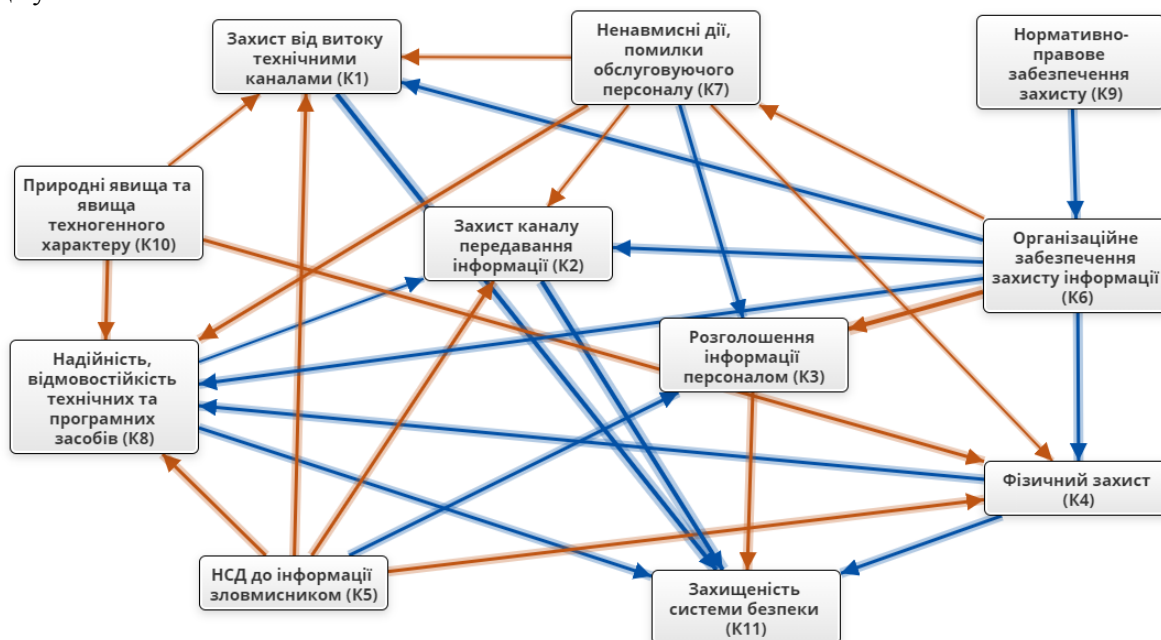 Захист від витоку
технічними
каналами (К1)
Ненавмисні дії,
помилки
обслуговуючого
персоналу (К7)
Нормативно-
правове
забезпечення
захисту (К9)
Природні явища та
явища
техногенного
характеру (К10)
Захист каналу
передавання
інформації (К2)
Організаційне
забезпечення
захисту інформації
(К6)
Надійність,
відмовостійкість
технічних та
програмних
засобів (К8)
Розголошення
інформації
персоналом (К3)
Фізичний захист
(К4)
НСД до інформації
зловмисником (К5)
Захищеність
системи безпеки
(К11)